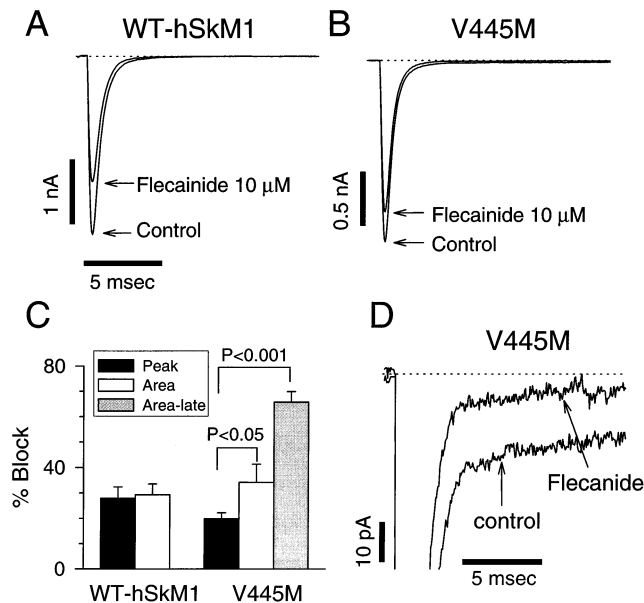 A
WT-hSkM1
1 nA
Flecainide 10 µM
Control
5 msec
B
V445M
0.5 nA
Flecainide 10 µM
Control
C
% Block
80
40
0
Peak
Area
Area-late
P<0.001
P<0.05
WT-hSkM1
V445M
D
V445M
Flecanide
control
10 pA
5 msec